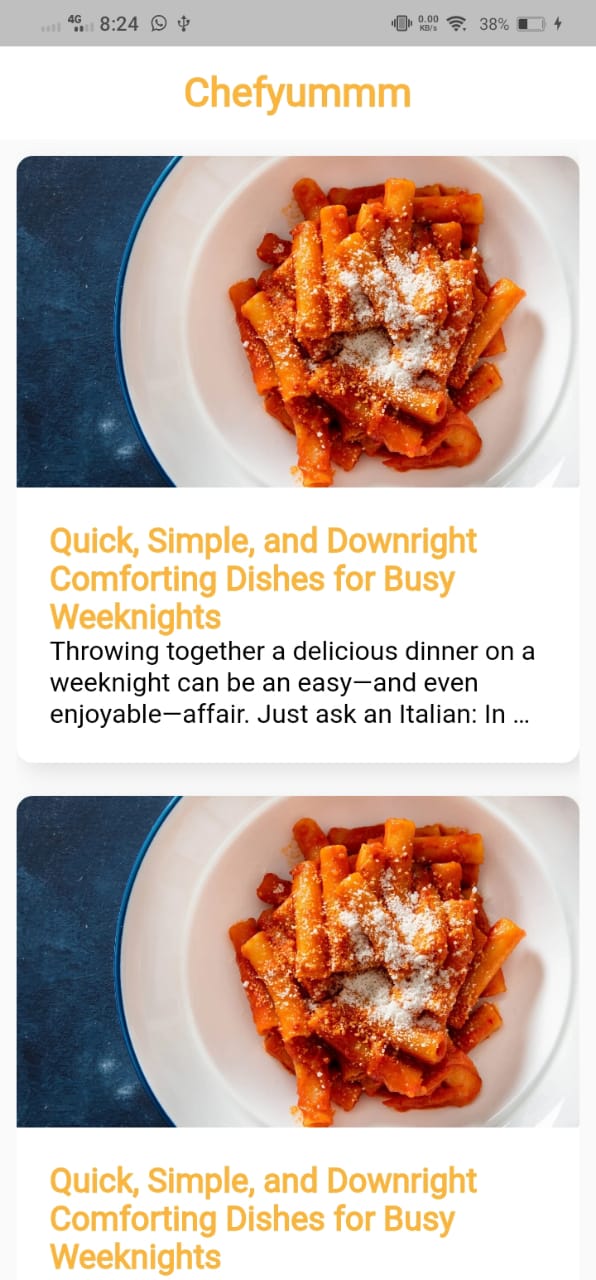 4G 8:24 0.00 KB/s 38%
Chefyummm
Quick, Simple, and Downright
Comforting Dishes for Busy
Weeknights
Throwing together a delicious dinner on a
weeknight can be an easy—and even
enjoyable—affair. Just ask an Italian: In ...
Quick, Simple, and Downright
Comforting Dishes for Busy
Weeknights